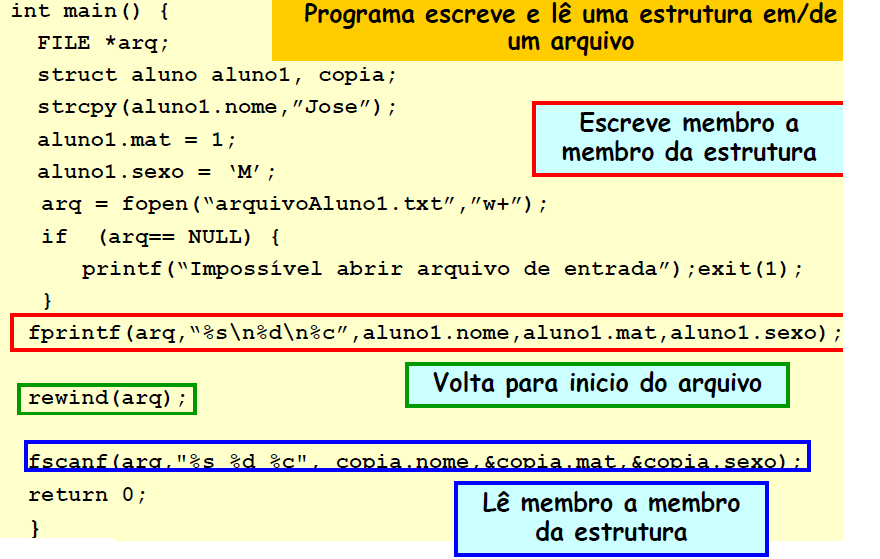 int main() {
Programa escreve e lê uma estrutura em/de
um arquivo
FILE *arq;
struct aluno aluno1, copia;
strcpy(aluno1.nome,”Jose”);
Escreve membro a
membro da estrutura
aluno1.mat = 1;
aluno1.sexo = ‘M’;
arq = fopen(“arquivoAluno1.txt”,”w+”);
if (arq== NULL) {
printf(“Impossível abrir arquivo de entrada”);exit(1);
}
fprintf(arq,“%s\n%d\n%c”,aluno1.nome,aluno1.mat,aluno1.sexo);
Volta para inicio do arquivo
rewind(arq);
fscanf(arq,"%s %d %c", copia.nome,&copia.mat,&copia.sexo);
return 0;
Lê membro a membro
da estrutura
}